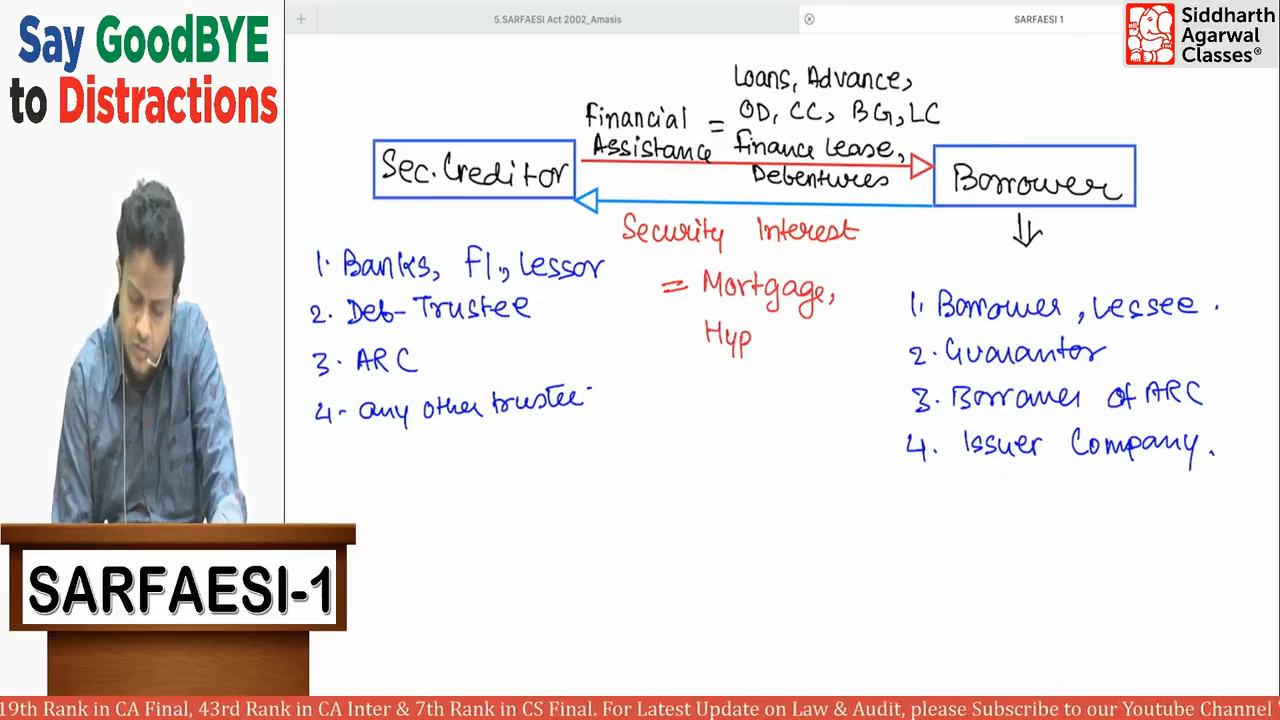 Say GoodBYE
to Distractions
5.SARFAESI Act 2002_Amasis
SARFAESI 1
Siddharth
Agarwal
Classes®
Financial
Assistance
=
Loans, Advance,
OD, CC, BG, LC
Finance Lease,
Debentures
Sec. Creditor
Borrower
Security Interest
= Mortgage,
Hyp
1. Banks, FI, Lessor
2. Deb-Trustee
3. ARC
4- any other trustee
1. Borrower, Lessee.
2. Guarantor
3. Borrower of ARC
4. Issuer Company.
SARFAESI-1
19th Rank in CA Final, 43rd Rank in CA Inter & 7th Rank in CS Final. For Latest Update on Law & Audit, please Subscribe to our Youtube Channel